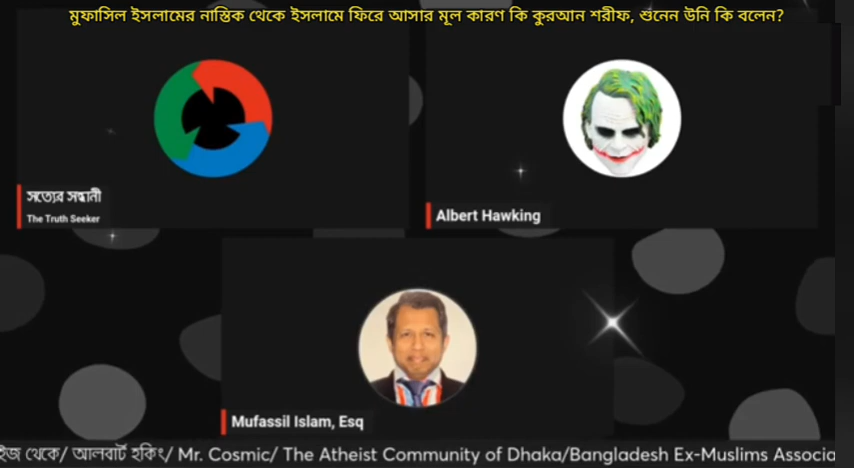 মুফাসিল ইসলামের নাস্তিক থেকে ইসলামে ফিরে আসার মূল কারণ কি কুরআন শরীফ, শুনেন উনি কি বলেন?
সত্যের সন্ধানী
The Truth Seeker
Albert Hawking
Mufassil Islam, Esq
ইজ থেকে/ আলবার্ট হকিং/ Mr. Cosmic/ The Atheist Community of Dhaka/Bangladesh Ex-Muslims Associa